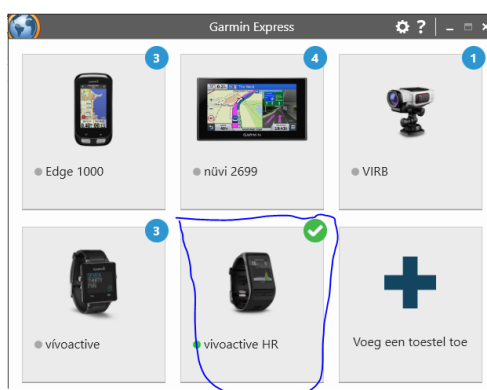 Garmin Express
?
3
4
1
Edge 1000
nüvi 2699
VIRB
3
vívoactive
vivoactive HR
Voeg een toestel toe